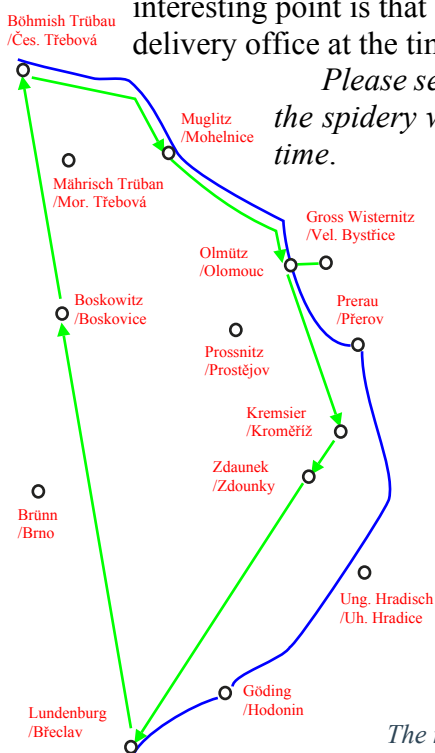 interesting point is that
delivery office at the tin
Please se
the spidery v
time.
Böhmish Trübau
/Čes. Třebová
Muglitz
/Mohelnice
Mährisch Trüban
/Mor. Třebová
Gross Wisternitz
/Vel. Bystřice
Olmütz
/Olomouc
Boskowitz
/Boskovice
Prerau
/Přerov
Prossnitz
/Prostějov
Kremsier
/Kroměříž
Zdaunek
/Zdounky
Brünn
/Brno
Ung. Hradisch
/Uh. Hradice
Göding
/Hodonin
Lundenburg
/Břeclav
The